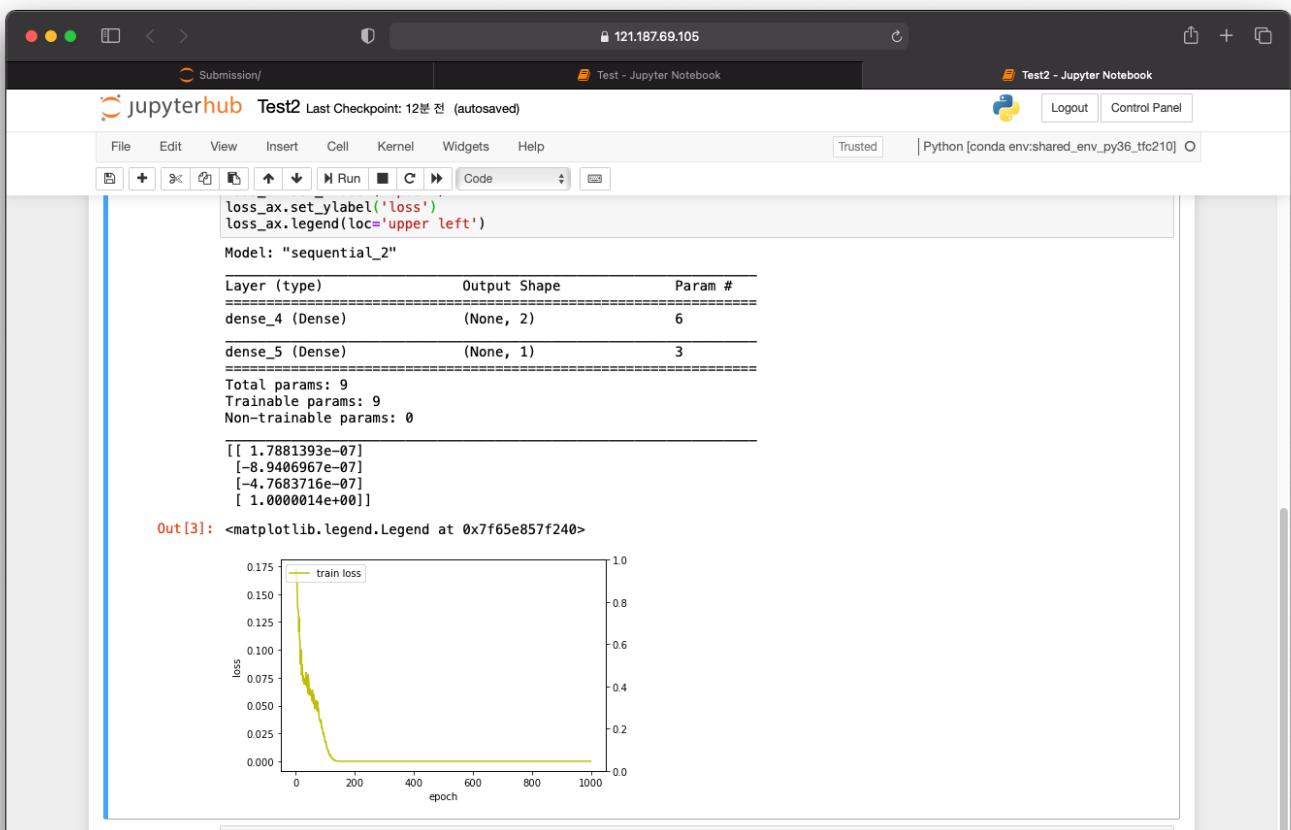 121.187.69.105
Submission/
Test - Jupyter Notebook
Test2 - Jupyter Notebook
jupyterhub Test2 Last Checkpoint: 12분 전 (autosaved)
Logout Control Panel
File Edit View Insert Cell Kernel Widgets Help
Trusted Python [conda env:shared_env_py36_tfc210]
Run Code
loss_ax.set_ylabel('loss')
loss_ax.legend(loc='upper left')
Model: "sequential_2"
Layer (type) Output Shape Param #
=================================================================
dense_4 (Dense) (None, 2) 6
dense_5 (Dense) (None, 1) 3
=================================================================
Total params: 9
Trainable params: 9
Non-trainable params: 0
[[ 1.7881393e-07]
[-8.9406967e-07]
[-4.7683716e-07]
[ 1.0000014e+00]]
Out[3]: <matplotlib.legend.Legend at 0x7f65e857f240>
train loss
0.175
0.150
0.125
0.100
0.075
0.050
0.025
0.000
loss
1.0
0.8
0.6
0.4
0.2
0.0
0 200 400 600 800 1000
epoch